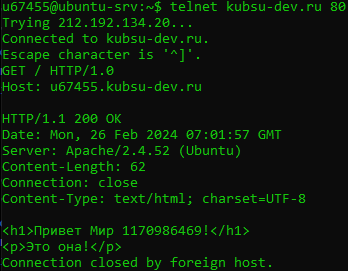 u67455@ubuntu-srv:~$ telnet kubsu-dev.ru 80
Trying 212.192.134.20...
Connected to kubsu-dev.ru.
Escape character is '^]'.
GET / HTTP/1.0
Host: u67455.kubsu-dev.ru

HTTP/1.1 200 OK
Date: Mon, 26 Feb 2024 07:01:57 GMT
Server: Apache/2.4.52 (Ubuntu)
Content-Length: 62
Connection: close
Content-Type: text/html; charset=UTF-8

<h1>Привет Мир 1170986469!</h1>
<p>Это она!</p>
Connection closed by foreign host.